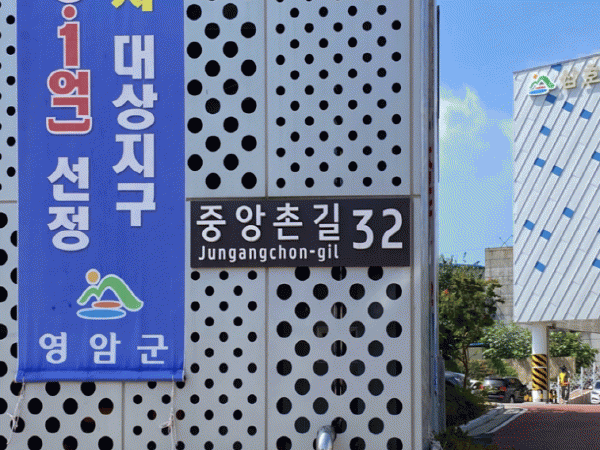 대상지구
1억 선정
영암군
중앙촌길 32
Jungangchon-gil